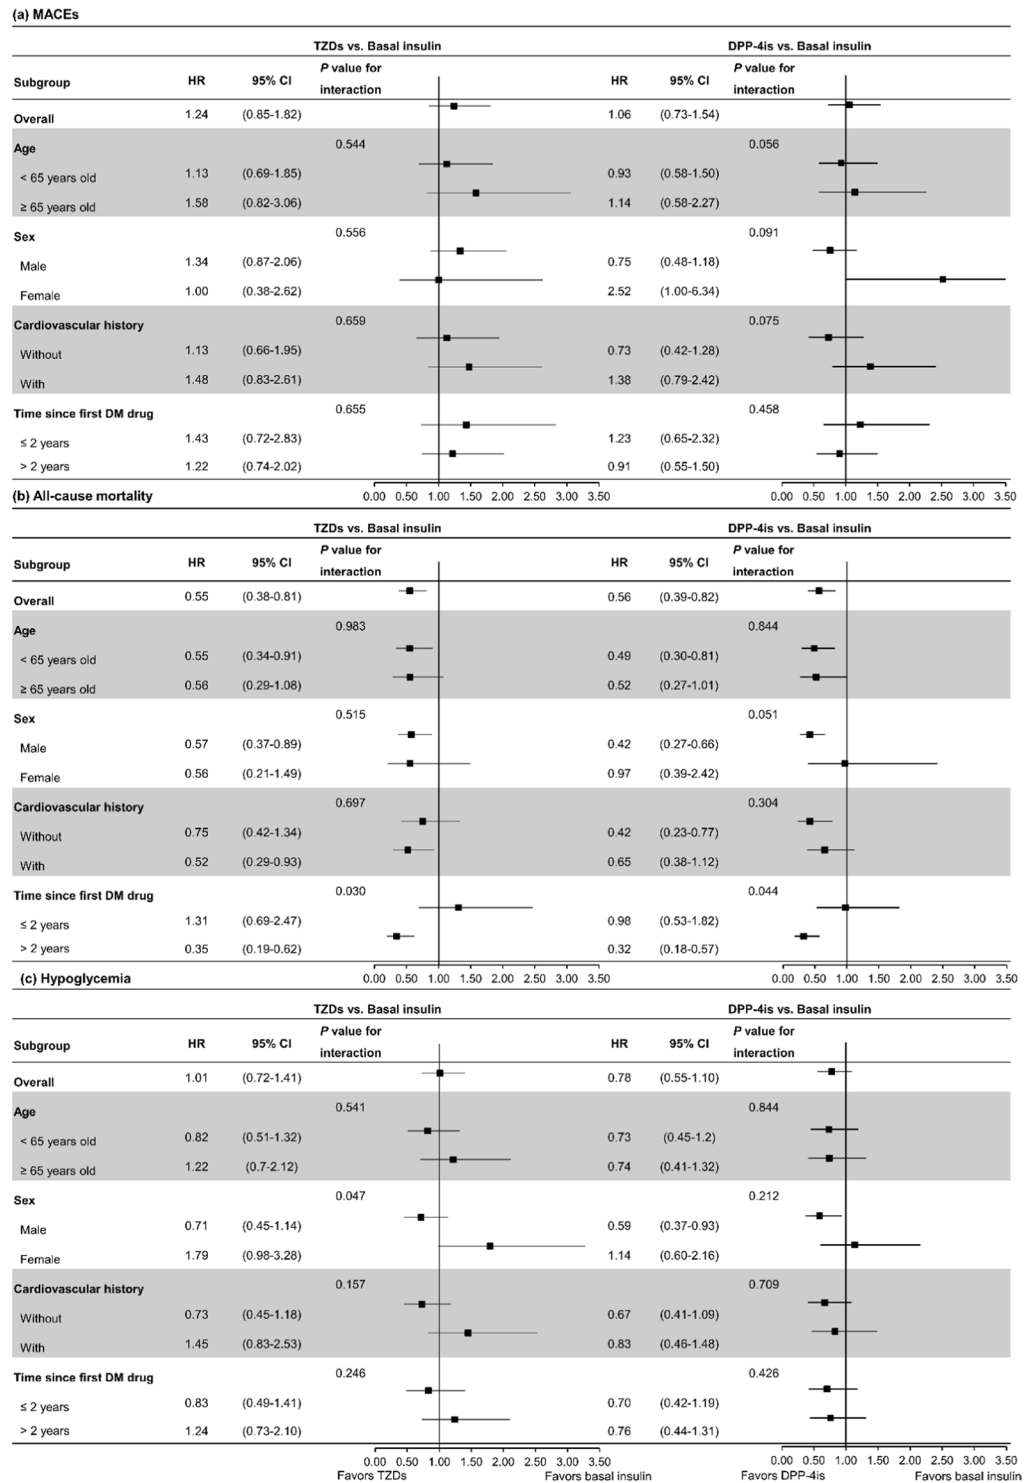 (a) MACEs
TZDs vs. Basal insulin DPP-4is vs. Basal insulin
Subgroup HR 95% CI P value for interaction HR 95% CI P value for interaction
Overall 1.24 (0.85-1.82) 1.06 (0.73-1.54)
Age 0.544 0.056
< 65 years old 1.13 (0.69-1.85) 0.93 (0.58-1.50)
≥ 65 years old 1.58 (0.82-3.06) 1.14 (0.58-2.27)
Sex 0.556 0.091
Male 1.34 (0.87-2.06) 0.75 (0.48-1.18)
Female 1.00 (0.38-2.62) 2.52 (1.00-6.34)
Cardiovascular history 0.659 0.075
Without 1.13 (0.66-1.95) 0.73 (0.42-1.28)
With 1.48 (0.83-2.61) 1.38 (0.79-2.42)
Time since first DM drug 0.655 0.458
≤ 2 years 1.43 (0.72-2.83) 1.23 (0.65-2.32)
> 2 years 1.22 (0.74-2.02) 0.91 (0.55-1.50)
0.00 0.50 1.00 1.50 2.00 2.50 3.00 3.50 0.00 0.50 1.00 1.50 2.00 2.50 3.00 3.50
(b) All-cause mortality
TZDs vs. Basal insulin DPP-4is vs. Basal insulin
Subgroup HR 95% CI P value for interaction HR 95% CI P value for interaction
Overall 0.55 (0.38-0.81) 0.56 (0.39-0.82)
Age 0.983 0.844
< 65 years old 0.55 (0.34-0.91) 0.49 (0.30-0.81)
≥ 65 years old 0.56 (0.29-1.08) 0.52 (0.27-1.01)
Sex 0.515 0.051
Male 0.57 (0.37-0.89) 0.42 (0.27-0.66)
Female 0.56 (0.21-1.49) 0.97 (0.39-2.42)
Cardiovascular history 0.697 0.304
Without 0.75 (0.42-1.34) 0.42 (0.23-0.77)
With 0.52 (0.29-0.93) 0.65 (0.38-1.12)
Time since first DM drug 0.030 0.044
≤ 2 years 1.31 (0.69-2.47) 0.98 (0.53-1.82)
> 2 years 0.35 (0.19-0.62) 0.32 (0.18-0.57)
0.00 0.50 1.00 1.50 2.00 2.50 3.00 3.50 0.00 0.50 1.00 1.50 2.00 2.50 3.00 3.50
(c) Hypoglycemia
TZDs vs. Basal insulin DPP-4is vs. Basal insulin
Subgroup HR 95% CI P value for interaction HR 95% CI P value for interaction
Overall 1.01 (0.72-1.41) 0.78 (0.55-1.10)
Age 0.541 0.844
< 65 years old 0.82 (0.51-1.32) 0.73 (0.45-1.2)
≥ 65 years old 1.22 (0.7-2.12) 0.74 (0.41-1.32)
Sex 0.047 0.212
Male 0.71 (0.45-1.14) 0.59 (0.37-0.93)
Female 1.79 (0.98-3.28) 1.14 (0.60-2.16)
Cardiovascular history 0.157 0.709
Without 0.73 (0.45-1.18) 0.67 (0.41-1.09)
With 1.45 (0.83-2.53) 0.83 (0.46-1.48)
Time since first DM drug 0.246 0.426
≤ 2 years 0.83 (0.49-1.41) 0.70 (0.42-1.19)
> 2 years 1.24 (0.73-2.10) 0.76 (0.44-1.31)
0.00 0.50 1.00 1.50 2.00 2.50 3.00 3.50 0.00 0.50 1.00 1.50 2.00 2.50 3.00 3.50
Favors TZDs Favors basal insulin Favors DPP-4is Favors basal insulin